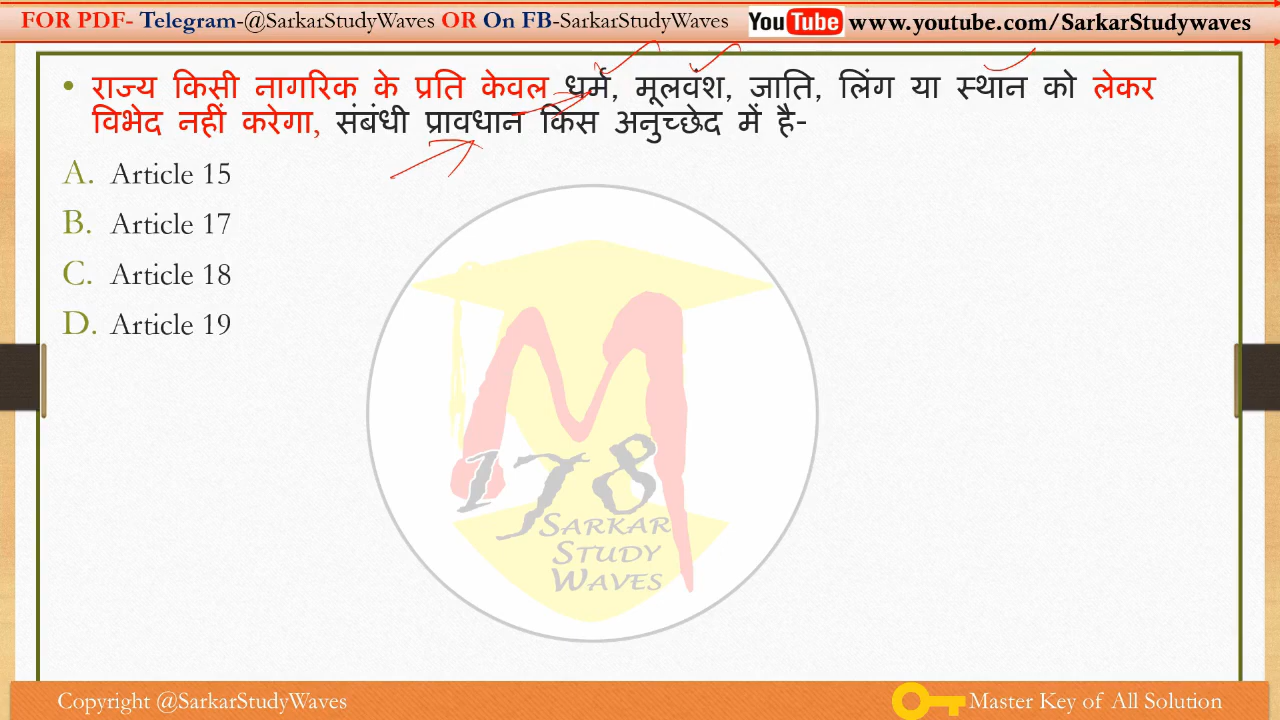 FOR PDF- Telegram-@SarkarStudyWaves OR On FB-SarkarStudyWaves YouTube www.youtube.com/SarkarStudywaves
• राज्य किसी नागरिक के प्रति केवल धर्म, मूलवंश, जाति, लिंग या स्थान को लेकर
विभेद नहीं करेगा, संबंधी प्रावधान किस अनुच्छेद में है-
A. Article 15
B. Article 17
C. Article 18
D. Article 19
178
SARKAR
STUDY
WAVES
Copyright @SarkarStudyWaves Master Key of All Solution